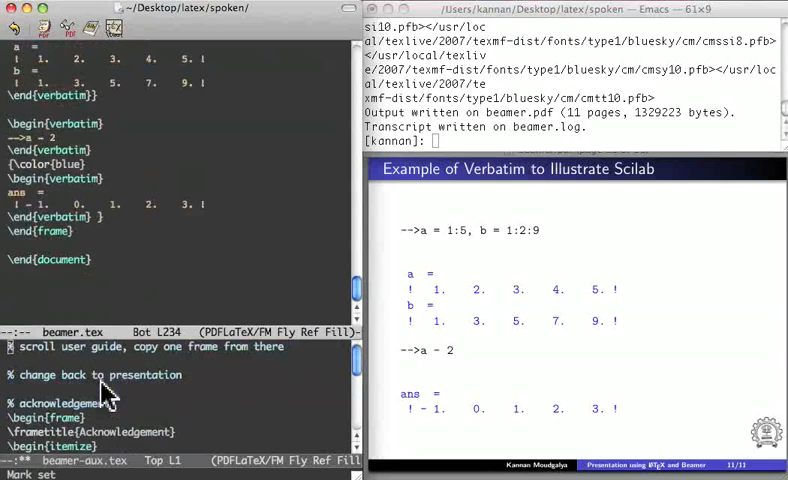 ~/Desktop/latex/spoken/
a =
! 1. 2. 3. 4. 5. !
b =
! 1. 3. 5. 7. 9. !
\end{verbatim}}
\begin{verbatim}
-->a - 2
\end{verbatim}
{\color{blue}
\begin{verbatim}
ans =
! - 1. 0. 1. 2. 3. !
\end{verbatim} }
\end{frame}
\end{document}
--:-- beamer.tex Bot L234 (PDFLaTeX/FM Fly Ref Fill)-
% scroll user guide, copy one frame from there
% change back to presentation
% acknowledgement
\begin{frame}
\frametitle{Acknowledgement}
\begin{itemize}
--:** beamer-aux.tex Top L1 (PDFLaTeX/FM Fly Ref Fill)
Mark set
/Users/kannan/Desktop/latex/spoken — Emacs — 61×9
si10.pfb></usr/loc
al/texlive/2007/texmf-dist/fonts/type1/bluesky/cm/cmssi8.pfb>
</usr/local/texliv
e/2007/texmf-dist/fonts/type1/bluesky/cm/cmsy10.pfb></usr/loc
al/texlive/2007/te
xmf-dist/fonts/type1/bluesky/cm/cmtt10.pfb>
Output written on beamer.pdf (11 pages, 1329223 bytes).
Transcript written on beamer.log.
[kannan]:
Example of Verbatim to Illustrate Scilab
-->a = 1:5, b = 1:2:9
a =
! 1. 2. 3. 4. 5. !
b =
! 1. 3. 5. 7. 9. !
-->a - 2
ans =
! - 1. 0. 1. 2. 3. !
Kannan Moudgalya Presentation using LATEX and Beamer 11/11